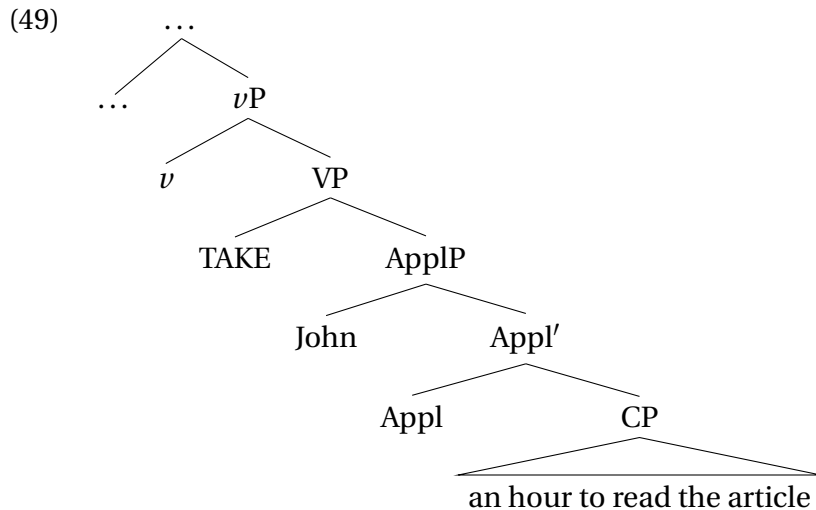 (49) …
… vP
v VP
TAKE ApplP
John Appl′
Appl CP
an hour to read the article